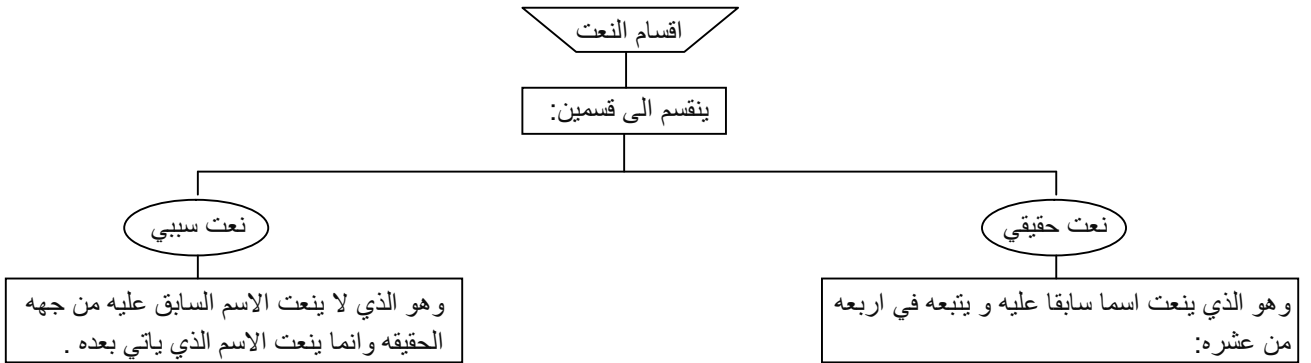 اقسام النعت
ينقسم الى قسمين:
نعت حقيقي
وهو الذي ينعت اسما سابقا عليه و يتبعه في اربعه
من عشره:
نعت سببي
وهو الذي لا ينعت الاسم السابق عليه من جهه
الحقيقه وانما ينعت الاسم الذي ياتي بعده .